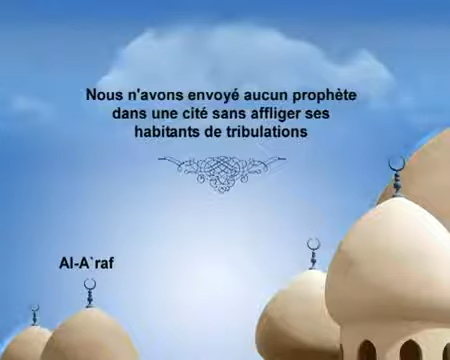 Nous n'avons envoyé aucun prophète
dans une cité sans affliger ses
habitants de tribulations
Al-A`raf